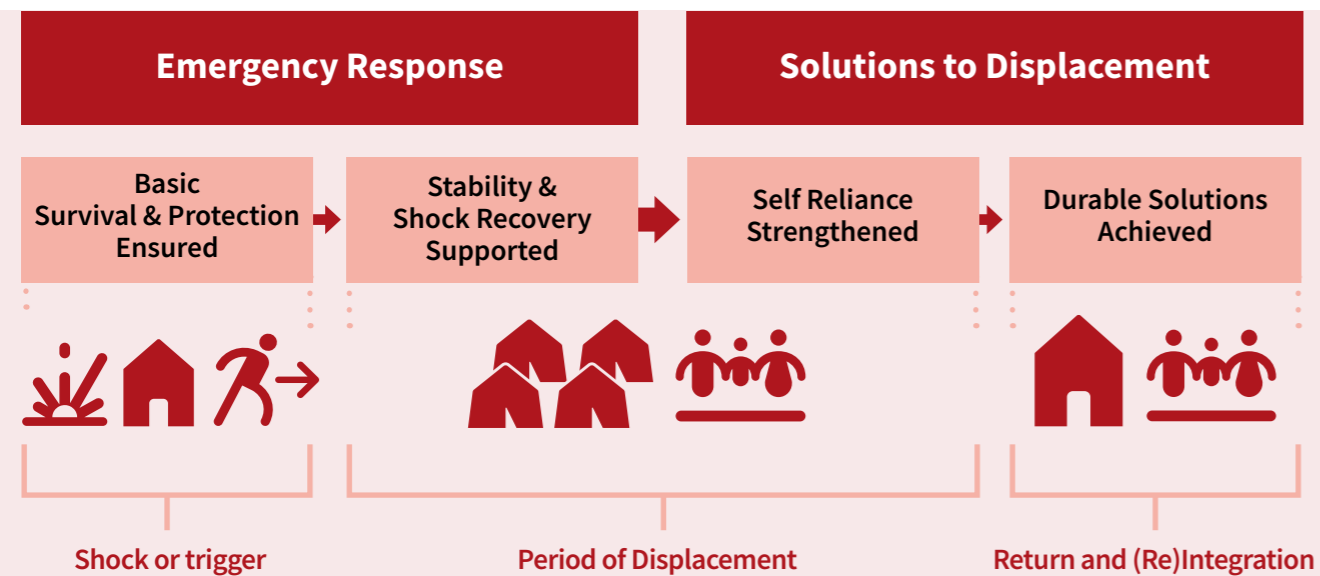 Emergency Response
Solutions to Displacement
Basic
Survival & Protection
Ensured
Stability &
Shock Recovery
Supported
Self Reliance
Strengthened
Durable Solutions
Achieved
Shock or trigger
Period of Displacement
Return and (Re)Integration